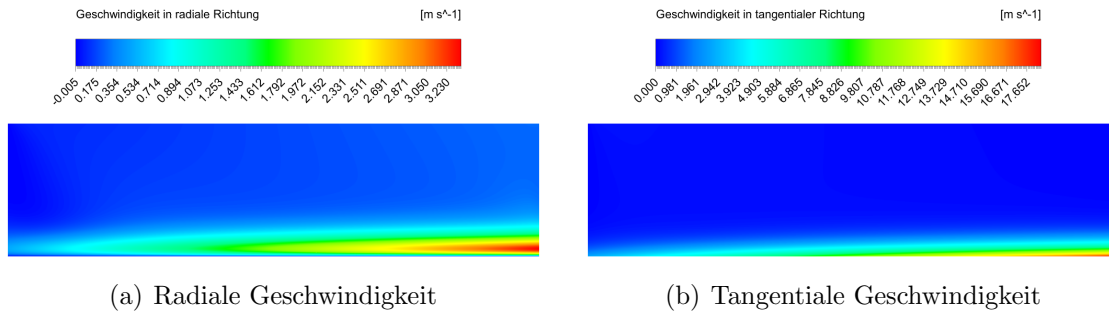 Geschwindigkeit in radiale Richtung [m s^-1]
-0.005 0.175 0.354 0.534 0.714 0.894 1.073 1.253 1.433 1.612 1.792 1.972 2.152 2.331 2.511 2.691 2.871 3.050 3.230
(a) Radiale Geschwindigkeit
Geschwindigkeit in tangentialer Richtung [m s^-1]
0.000 0.981 1.961 2.942 3.923 4.903 5.884 6.865 7.845 8.826 9.807 10.787 11.768 12.749 13.729 14.710 15.690 16.671 17.652
(b) Tangentiale Geschwindigkeit